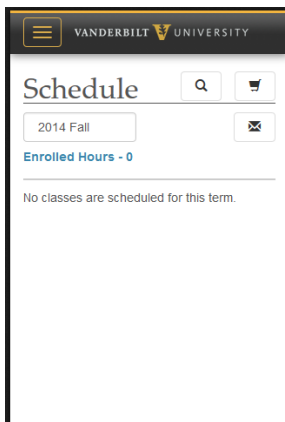 VANDERBILT V UNIVERSITY
Schedule
2014 Fall
Enrolled Hours - 0
No classes are scheduled for this term.